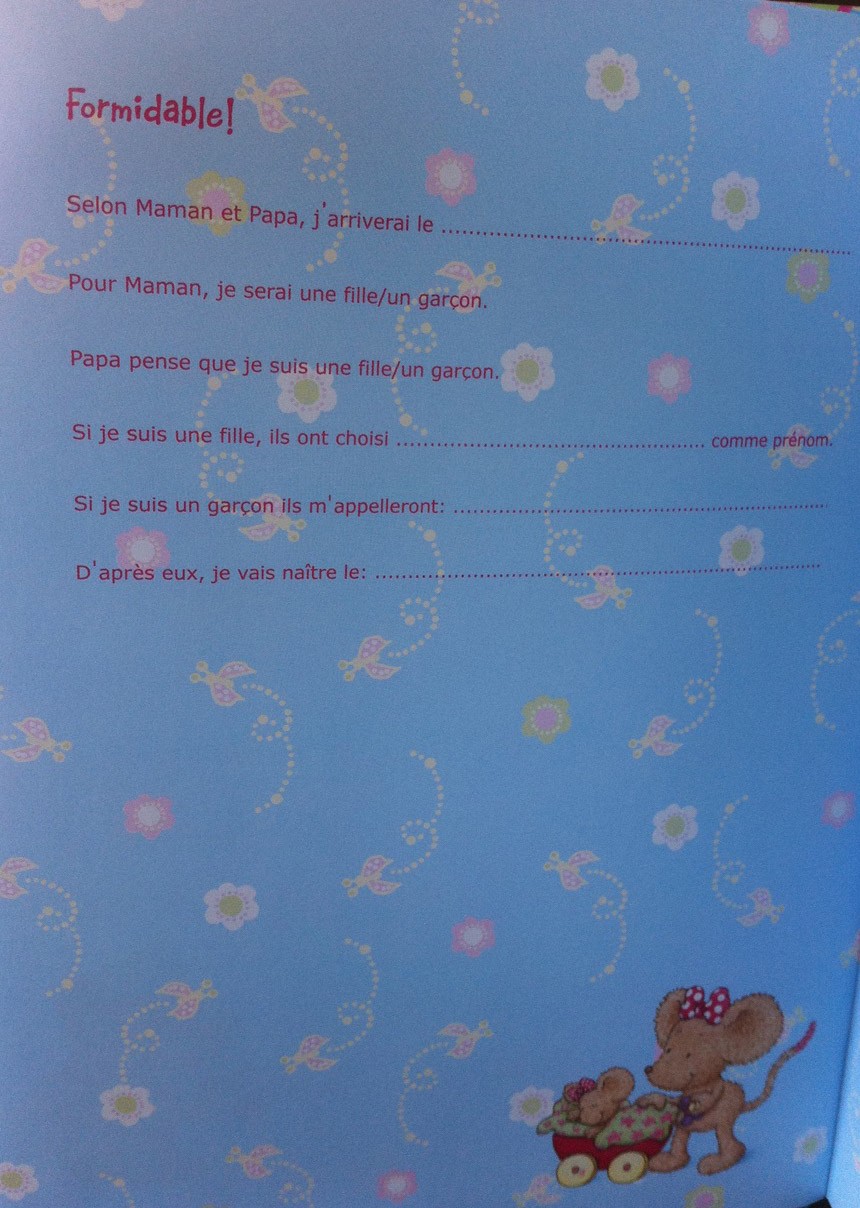 Formidable!
Selon Maman et Papa, j'arriverai le ..........................................................
Pour Maman, je serai une fille/un garçon.
Papa pense que je suis une fille/un garçon.
Si je suis une fille, ils ont choisi .............................................. comme prénom.
Si je suis un garçon ils m'appelleront: ..........................................................
D'après eux, je vais naître le: ..................................................................